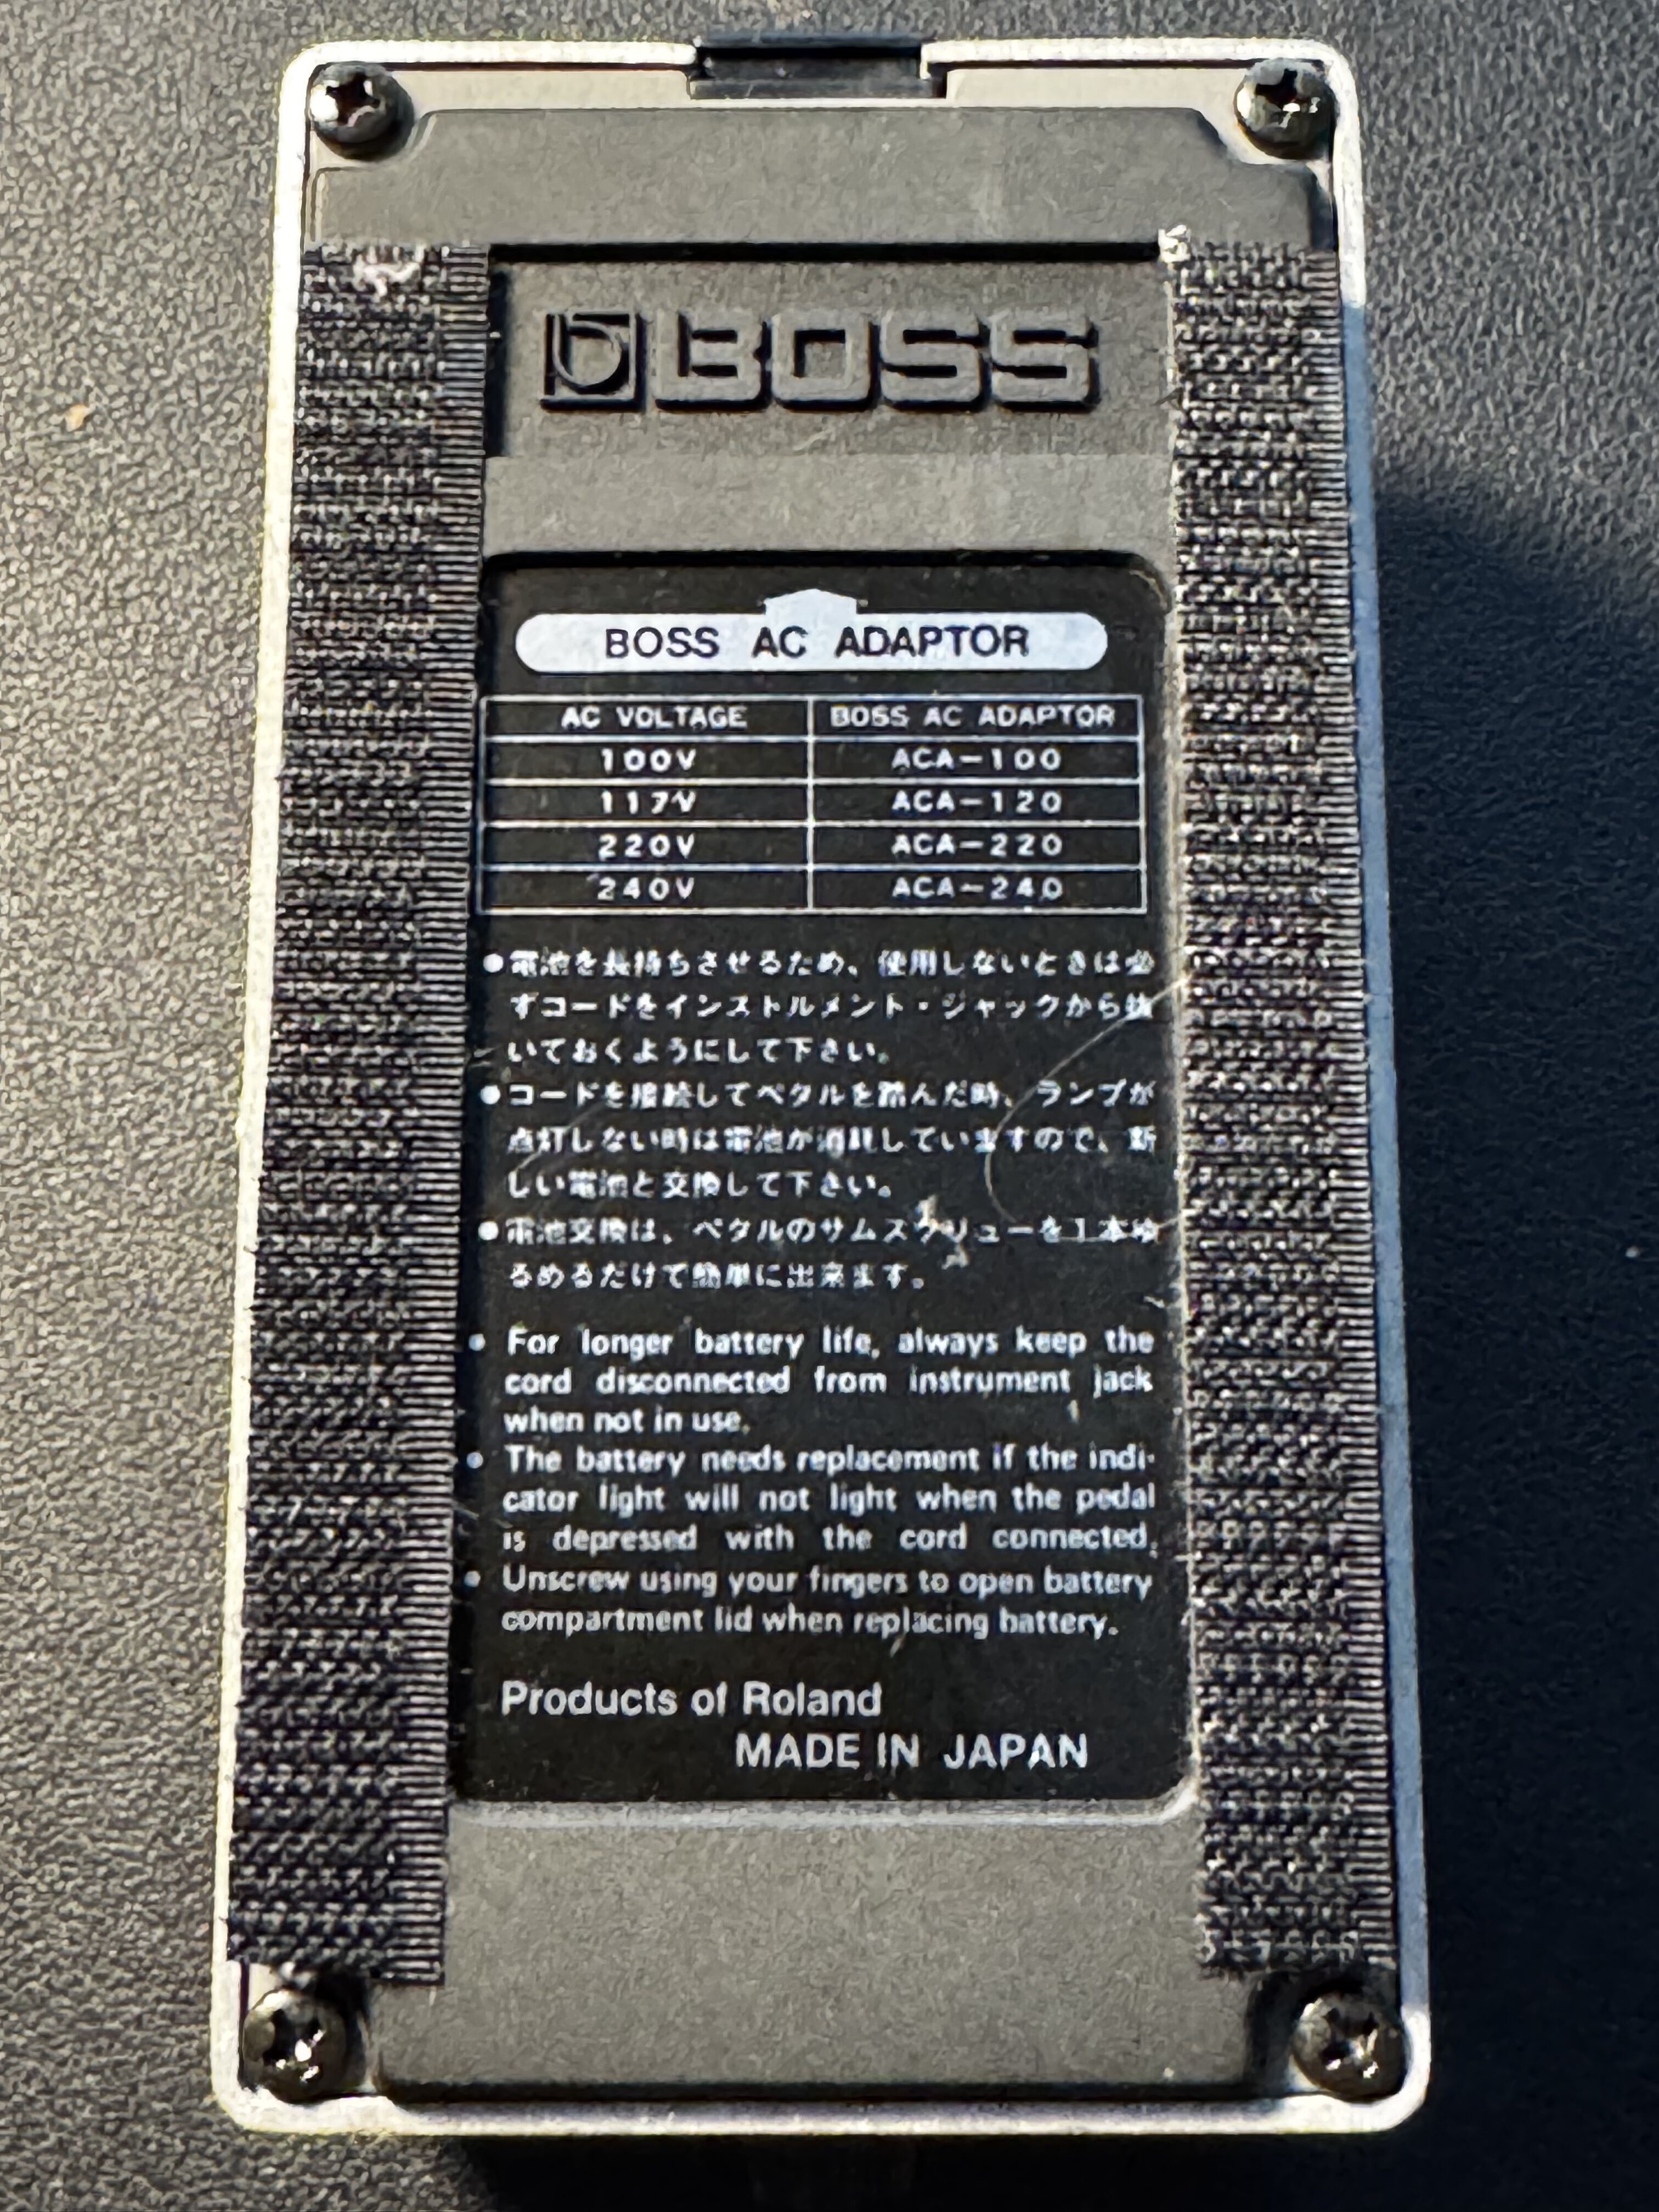 BOSS
BOSS AC ADAPTOR
AC VOLTAGE BOSS AC ADAPTOR
100V ACA-100
117V ACA-120
220V ACA-220
240V ACA-240
●電池を長持ちさせるため、使用しないときは必
ずコードをインストルメント・ジャックから抜
いておくようにして下さい。
●コードを接続してペダルを踏んだ時、ランプが
点灯しない時は電池が消耗していますので、新
しい電池と交換して下さい。
●電池交換は、ペダルのサムスクリューを1本ゆ
るめるだけで簡単に出来ます。
• For longer battery life, always keep the
cord disconnected from instrument jack
when not in use.
• The battery needs replacement if the indi-
cator light will not light when the pedal
is depressed with the cord connected.
• Unscrew using your fingers to open battery
compartment lid when replacing battery.
Products of Roland
MADE IN JAPAN